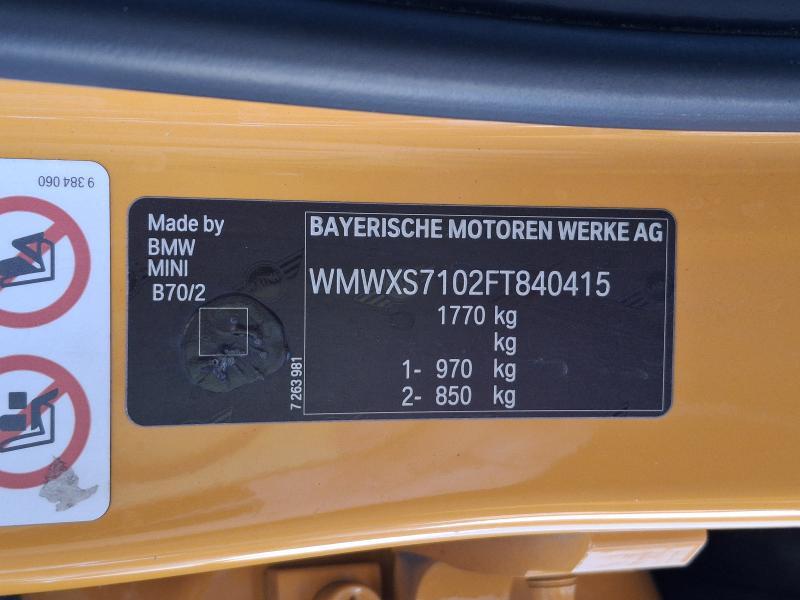 9 384 060
Made by
BMW
MINI
B70/2
7 263 981
BAYERISCHE MOTOREN WERKE AG
WMWXS7102FT840415
1770 kg
kg
1- 970 kg
2- 850 kg